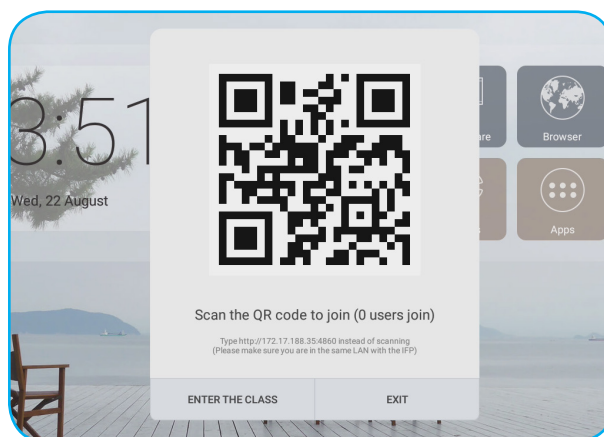 3:51
Wed, 22 August
are
Browser
s
Apps
Scan the QR code to join (0 users join)
Type http://172.17.188.35:4860 instead of scanning
(Please make sure you are in the same LAN with the IFP)
ENTER THE CLASS
EXIT